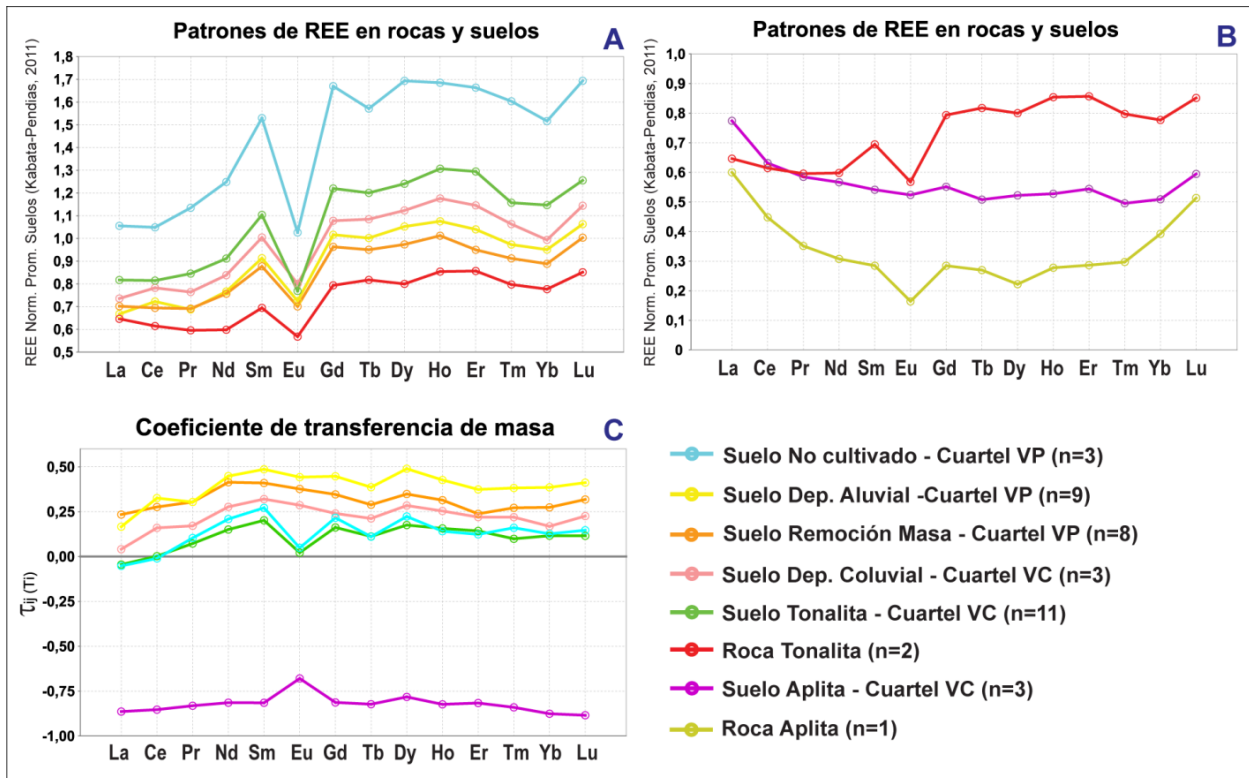 Patrones de REE en rocas y suelos
A
REE Norm. Prom. Suelos (Kabata-Pendias, 2011)
1,8
1,7
1,6
1,5
1,4
1,3
1,2
1,1
1,0
0,9
0,8
0,7
0,6
0,5
La Ce Pr Nd Sm Eu Gd Tb Dy Ho Er Tm Yb Lu
Patrones de REE en rocas y suelos
B
REE Norm. Prom. Suelos (Kabata-Pendias, 2011)
1,0
0,9
0,8
0,7
0,6
0,5
0,4
0,3
0,2
0,1
0
La Ce Pr Nd Sm Eu Gd Tb Dy Ho Er Tm Yb Lu
Coeficiente de transferencia de masa
C
τij (Ti)
0,50
0,25
0,00
-0,25
-0,50
-0,75
-1,00
La Ce Pr Nd Sm Eu Gd Tb Dy Ho Er Tm Yb Lu
Suelo No cultivado - Cuartel VP (n=3)
Suelo Dep. Aluvial -Cuartel VP (n=9)
Suelo Remoción Masa - Cuartel VP (n=8)
Suelo Dep. Coluvial - Cuartel VC (n=3)
Suelo Tonalita - Cuartel VC (n=11)
Roca Tonalita (n=2)
Suelo Aplita - Cuartel VC (n=3)
Roca Aplita (n=1)